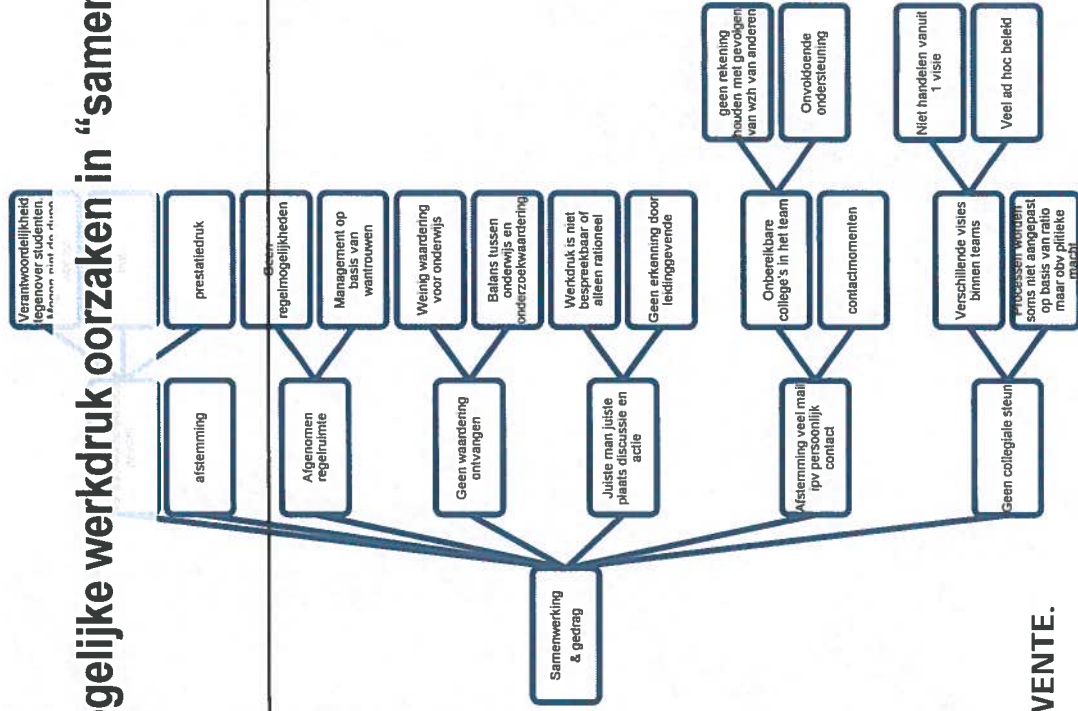 ogelijke werkdruk oorzaken in “samen
Samenwerking
& gedrag
afstemming
Verantwoordelijkheid
tegenover studenten.
Mogen niet de dupe
prestatiedruk
Afgenomen
regelruimte
Geen
regelmogelijkheden
Management op
basis van
wantrouwen
Geen waardering
ontvangen
Weinig waardering
voor onderwijs
Balans tussen
onderwijs en
onderzoekwaardering
Juiste man juiste
plaats discussie en
actie
Werkdruk is niet
bespreekbaar of
alleen rationeel
Geen erkenning door
leidinggevende
Afstemming veel mail
ipv persoonlijk
contact
Onbereikbare
college's in het team
geen rekening
houden met gevolgen
van wzh van anderen
Onvoldoende
ondersteuning
contactmomenten
Geen collegiale steun
Verschillende visies
binnen teams
Niet handelen vanuit
1 visie
Veel ad hoc beleid
Processen worden
soms niet aangepast
op basis van ratio
maar obv plitieke
macht
VENTE.